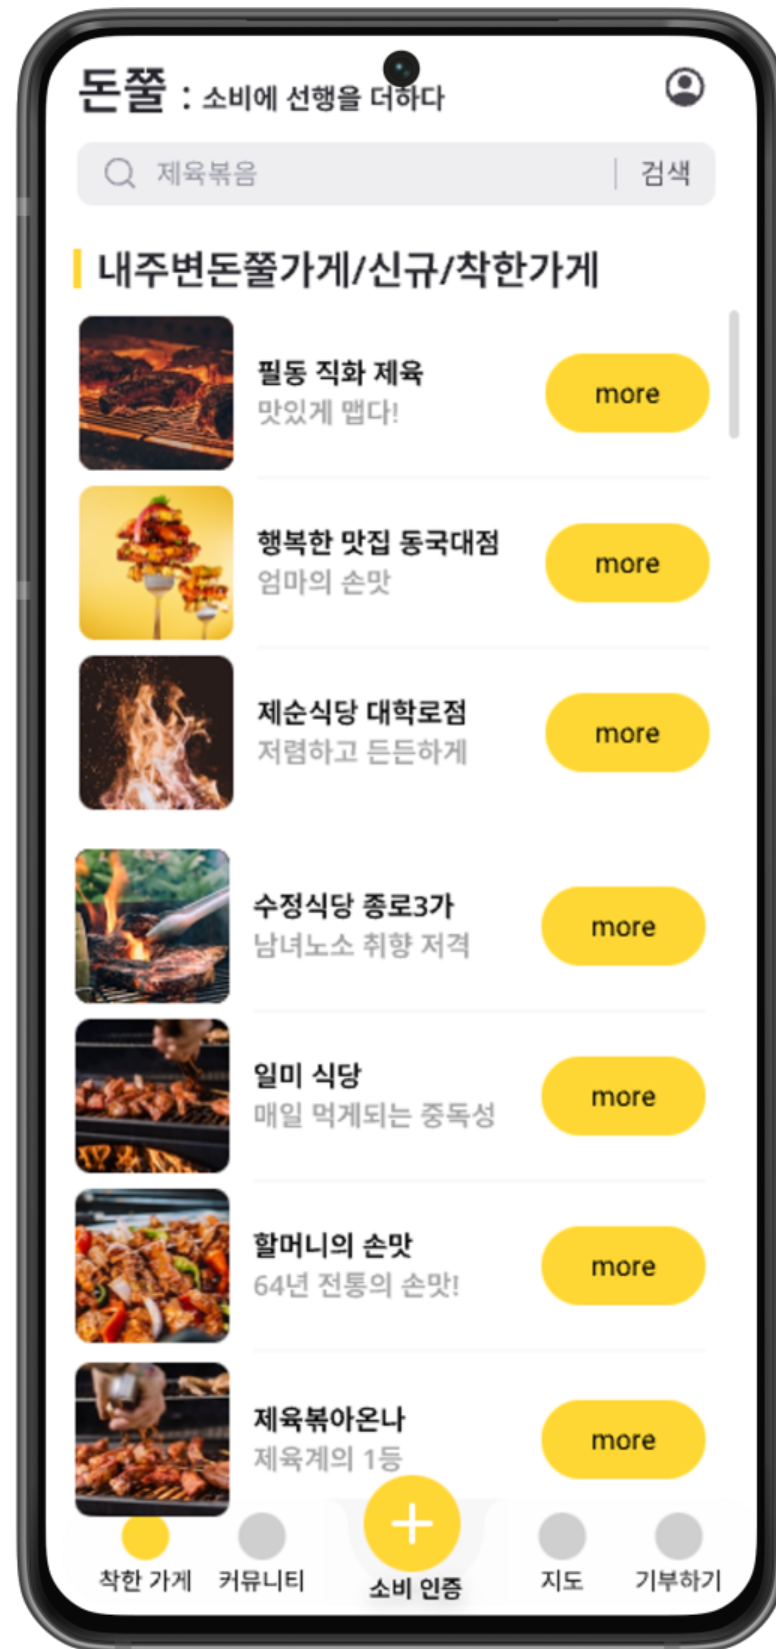 돈쭐 : 소비에 선행을 더하다
제육볶음 | 검색
내주변돈쭐가게/신규/착한가게
필동 직화 제육
맛있게 맵다!
more
행복한 맛집 동국대점
엄마의 손맛
more
제순식당 대학로점
저렴하고 든든하게
more
수정식당 종로3가
남녀노소 취향 저격
more
일미 식당
매일 먹게되는 중독성
more
할머니의 손맛
64년 전통의 손맛!
more
제육볶아온나
제육계의 1등
more
착한 가게
커뮤니티
소비 인증
지도
기부하기